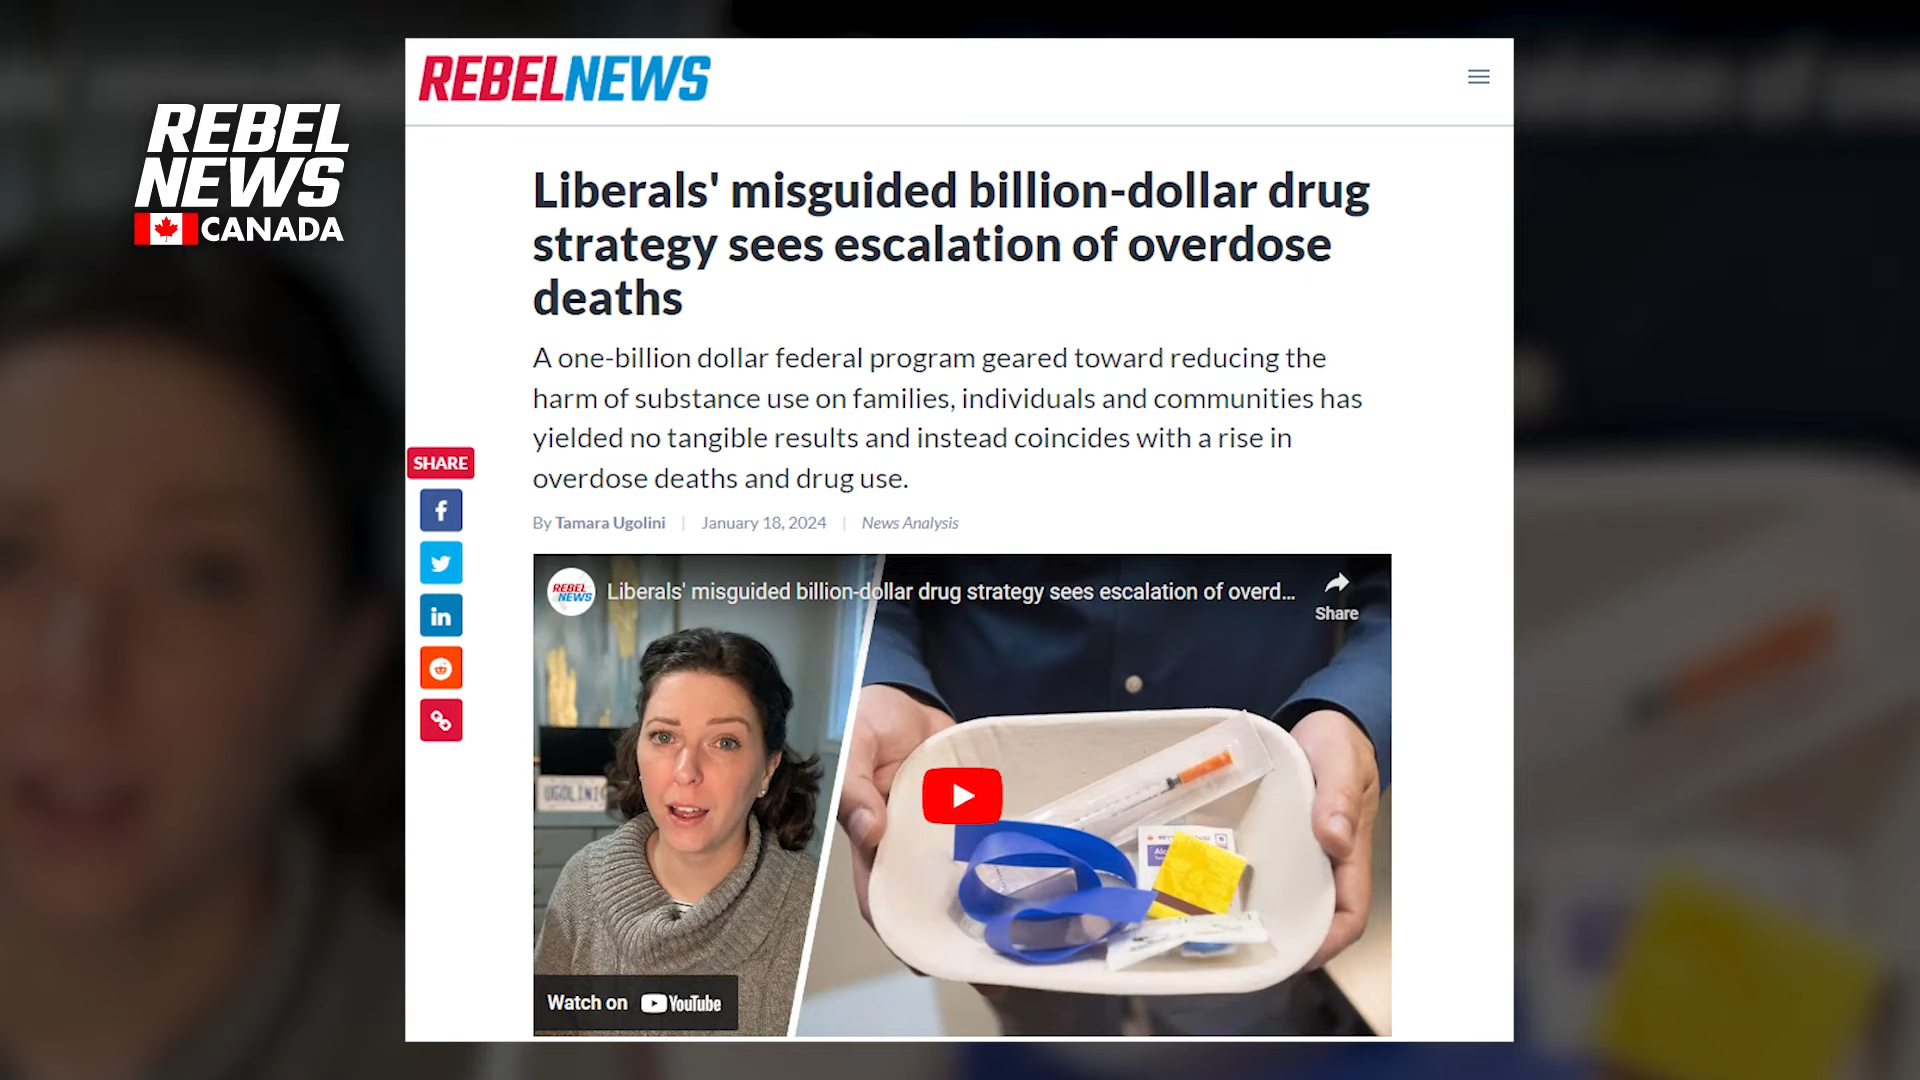 REBEL
NEWS
CANADA
REBELNEWS
Liberals' misguided billion-dollar drug
strategy sees escalation of overdose
deaths
A one-billion dollar federal program geared toward reducing the
harm of substance use on families, individuals and communities has
yielded no tangible results and instead coincides with a rise in
overdose deaths and drug use.
By Tamara Ugolini | January 18, 2024 | News Analysis
SHARE
f
in
REBEL
NEWS
Liberals' misguided billion-dollar drug strategy sees escalation of overd...
Share
UGOLINI
Watch on YouTube